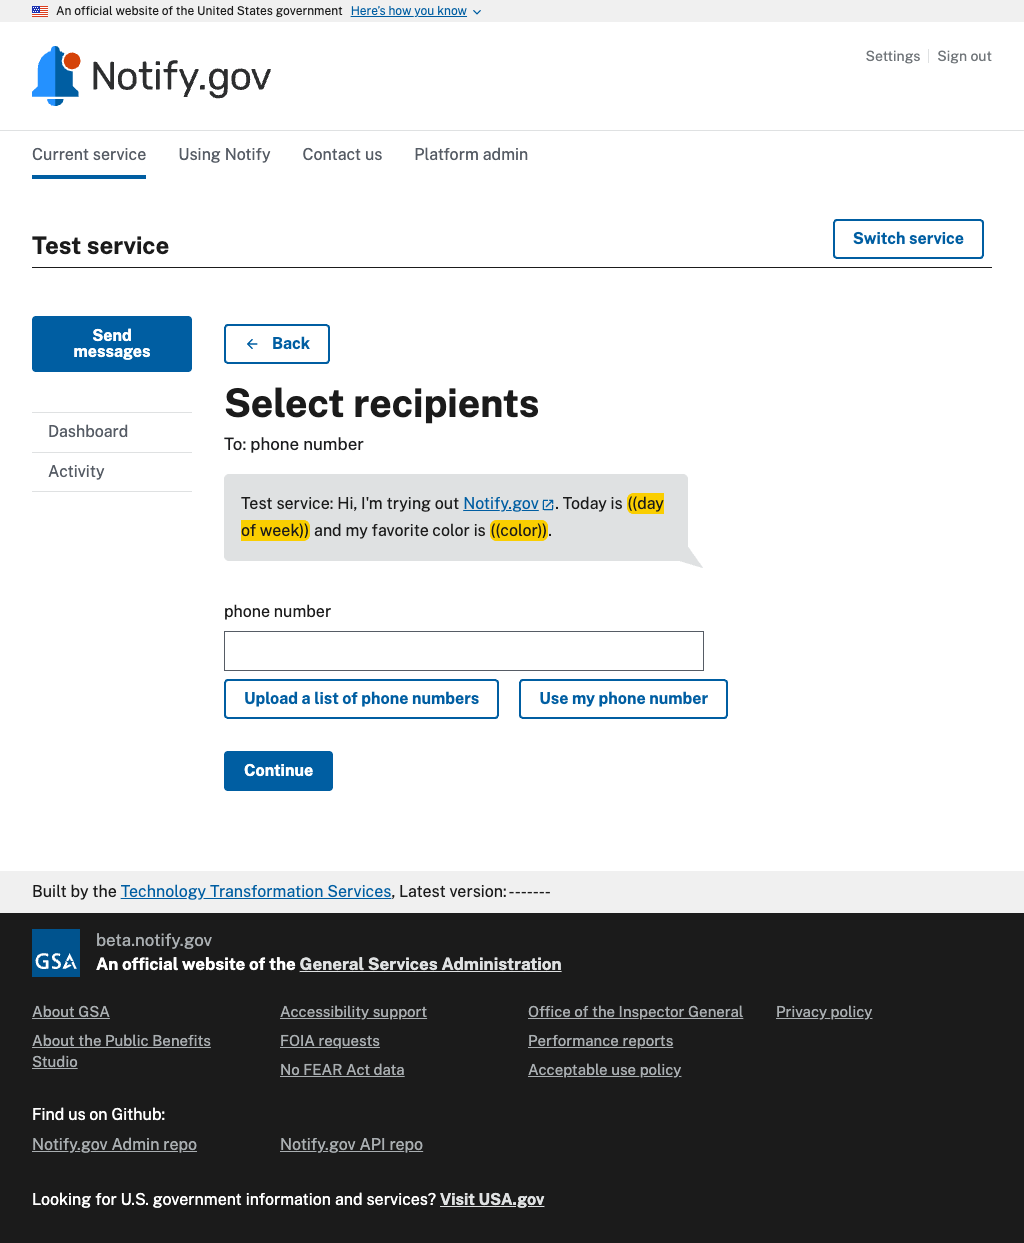 An official website of the United States government Here's how you know
Notify.gov
Settings Sign out
Current service Using Notify Contact us Platform admin
Test service
Switch service
Send
messages
Dashboard
Activity
Back
Select recipients
To: phone number
Test service: Hi, I'm trying out Notify.gov. Today is ((day
of week)) and my favorite color is ((color)).
phone number
Upload a list of phone numbers Use my phone number
Continue
Built by the Technology Transformation Services, Latest version:-------
GSA
beta.notify.gov
An official website of the General Services Administration
About GSA
About the Public Benefits
Studio
Accessibility support
FOIA requests
No FEAR Act data
Office of the Inspector General
Performance reports
Acceptable use policy
Privacy policy
Find us on Github:
Notify.gov Admin repo Notify.gov API repo
Looking for U.S. government information and services? Visit USA.gov